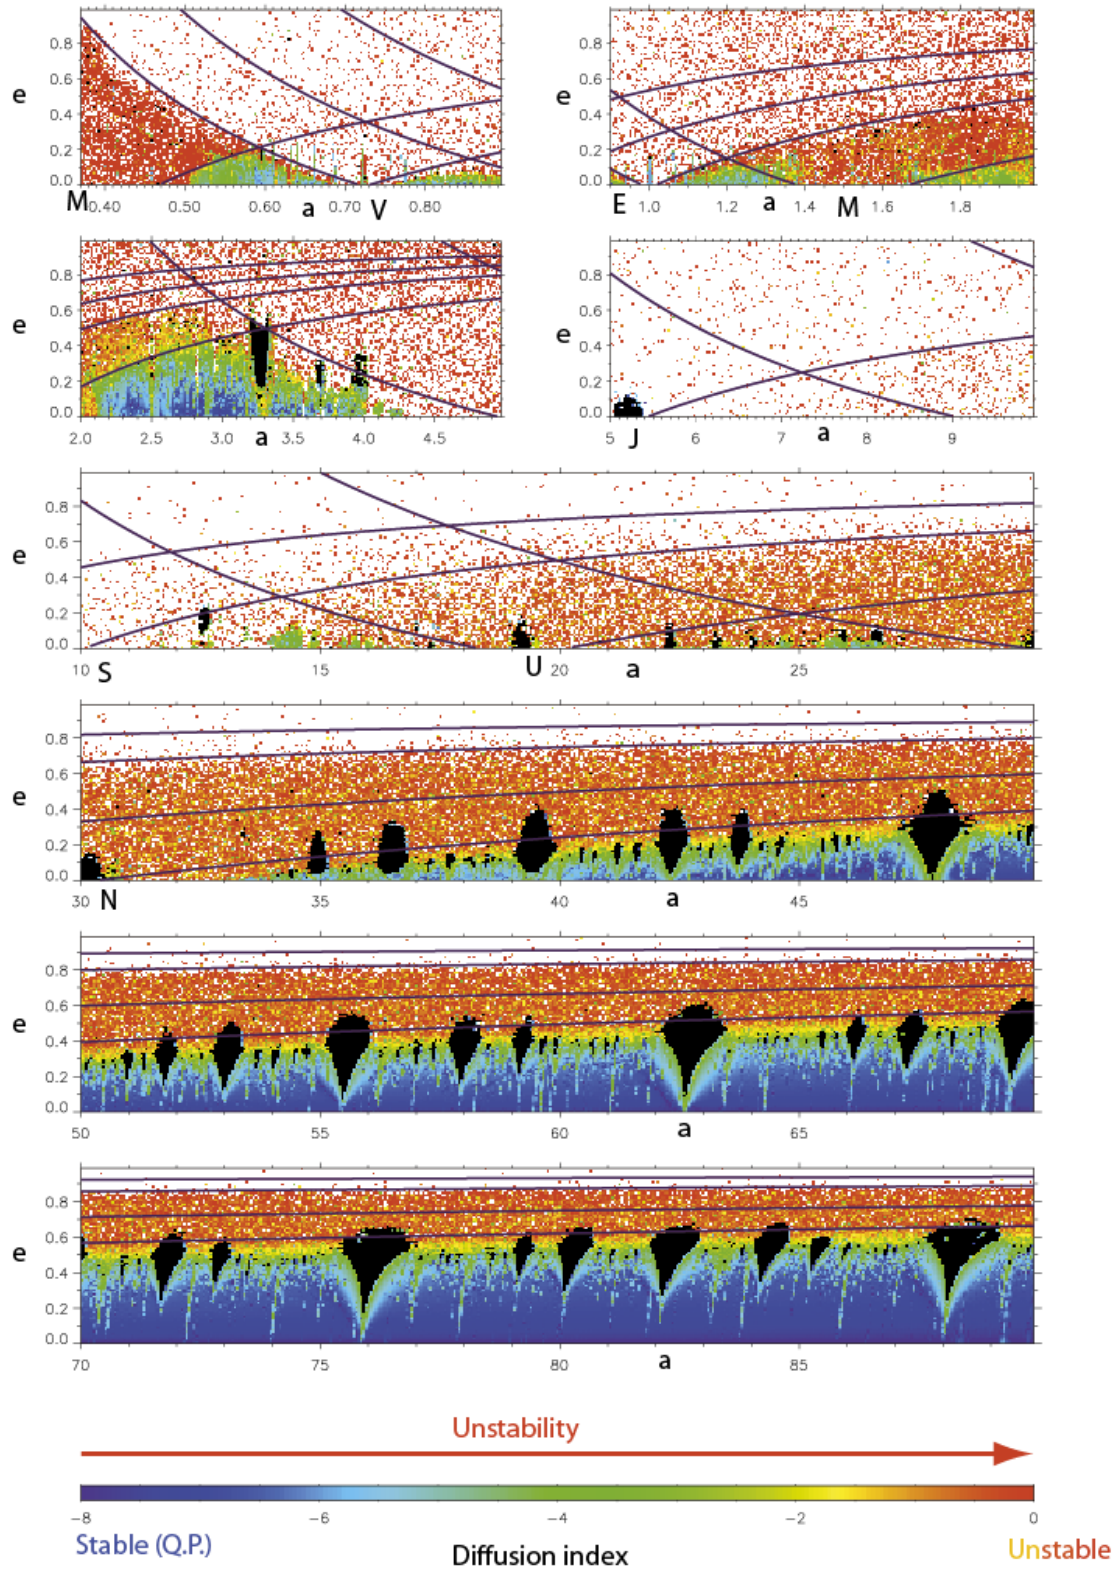 0.8 0.8
0.6 0.6
e e
0.4 0.4
0.2 0.2
0.0 0.0
M 0.40 0.50 0.60 a 0.70 V 0.80 E 1.0 1.2 a 1.4 M 1.6 1.8
0.8 0.8
0.6 0.6
e e
0.4 0.4
0.2 0.2
0.0 0.0
2.0 2.5 3.0 a 3.5 4.0 4.5 5 J 6 7 a 8 9
0.8
0.6
e
0.4
0.2
0.0
10 S 15 U 20 a 25
0.8
0.6
e
0.4
0.2
0.0
30 N 35 40 a 45
0.8
0.6
e
0.4
0.2
0.0
50 55 60 a 65
0.8
0.6
e
0.4
0.2
0.0
70 75 80 a 85
Unstability
-8 -6 -4 -2 0
Stable (Q.P.) Diffusion index Unstable